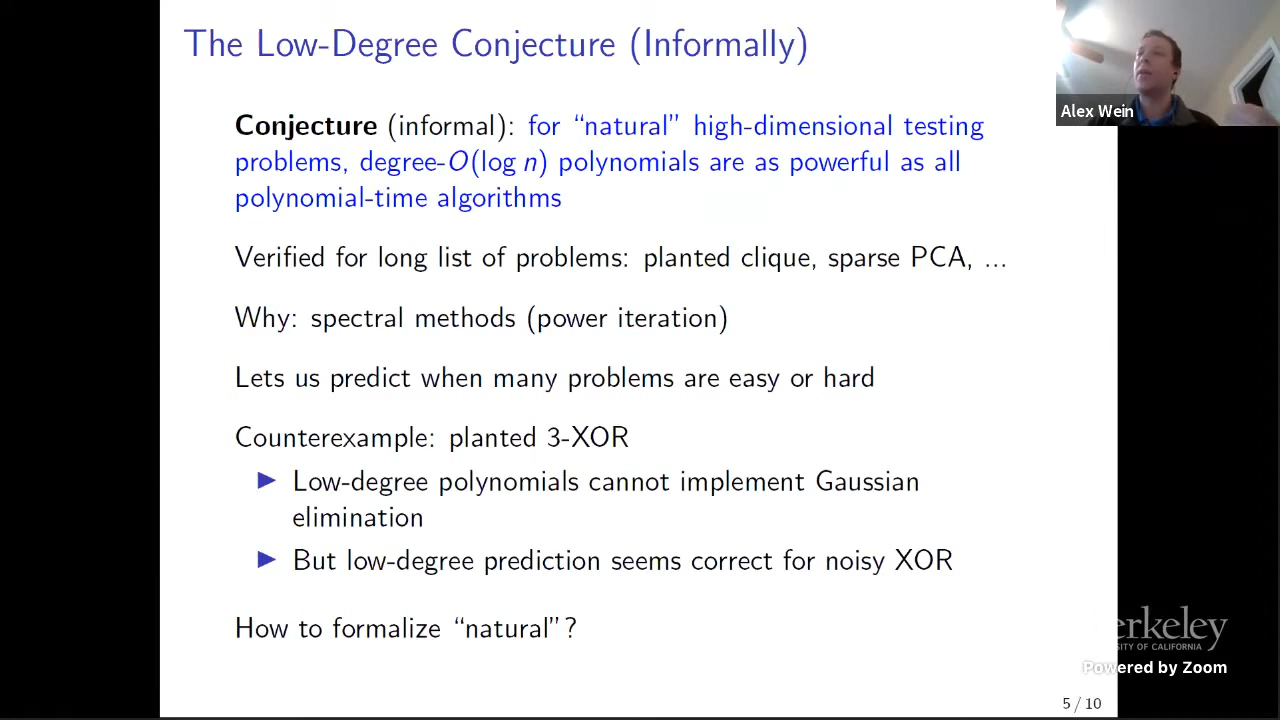 The Low-Degree Conjecture (Informally)
Alex Wein
Conjecture (informal): for “natural” high-dimensional testing
problems, degree-O(log n) polynomials are as powerful as all
polynomial-time algorithms
Verified for long list of problems: planted clique, sparse PCA, ...
Why: spectral methods (power iteration)
Lets us predict when many problems are easy or hard
Counterexample: planted 3-XOR
▶ Low-degree polynomials cannot implement Gaussian
elimination
▶ But low-degree prediction seems correct for noisy XOR
How to formalize “natural”?
erkeley
SITY OF CALIFORNIA
Powered by Zoom
5 / 10